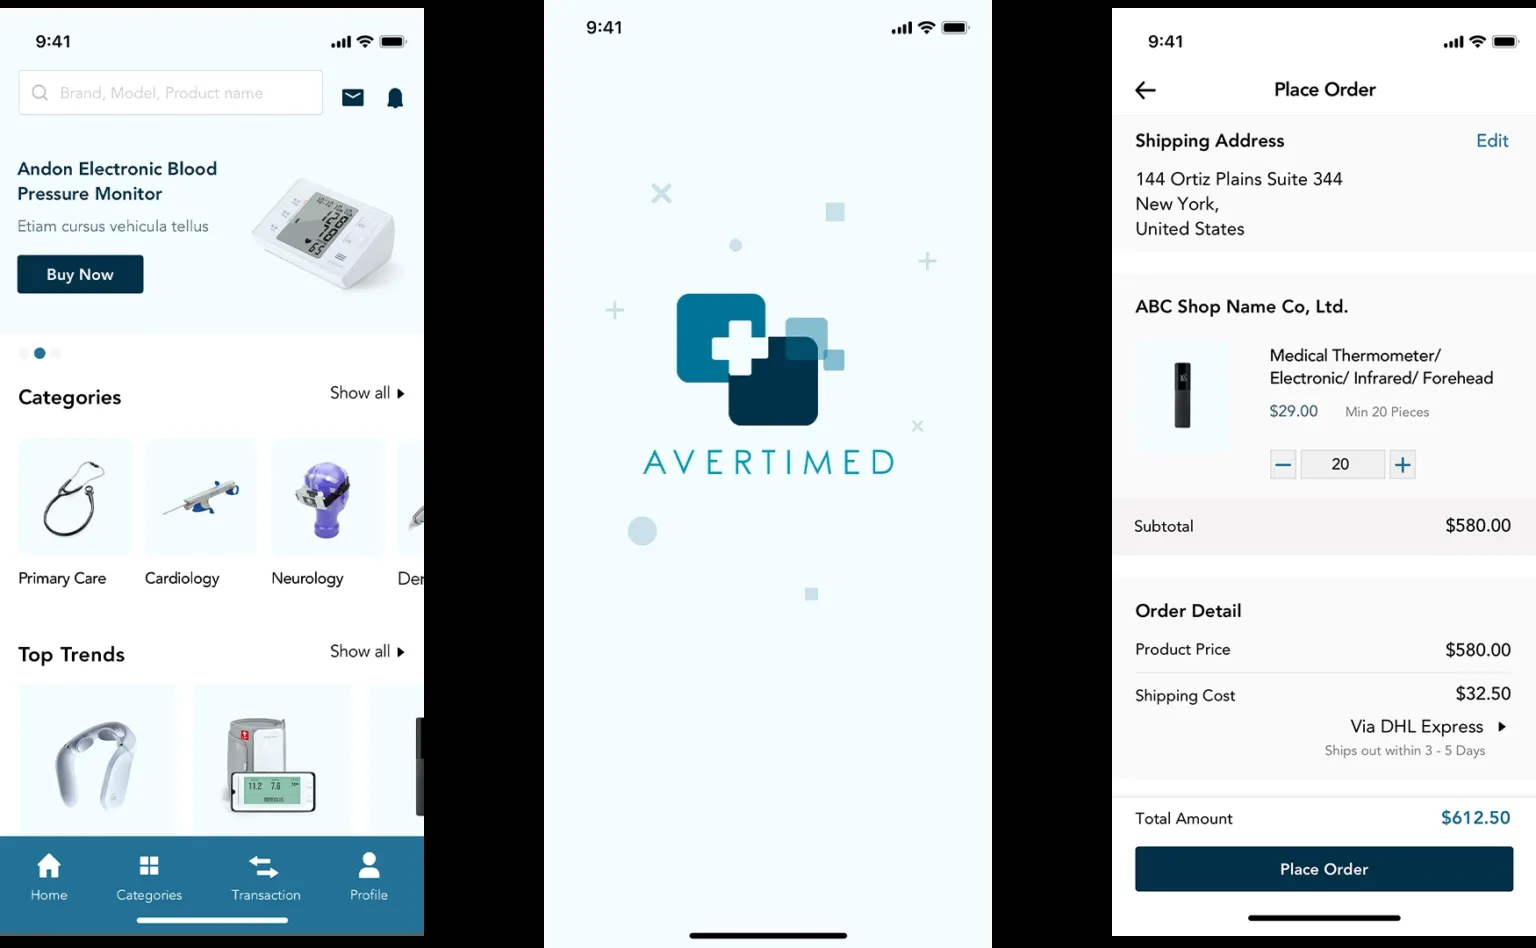 9:41
Brand, Model, Product name
Andon Electronic Blood
Pressure Monitor
Etiam cursus vehicula tellus
Buy Now
Categories
Show all
Primary Care
Cardiology
Neurology
Der
Top Trends
Show all
11.2 7.6
Home
Categories
Transaction
Profile
9:41
AVERTIMED
9:41
Place Order
Shipping Address
Edit
144 Ortiz Plains Suite 344
New York,
United States
ABC Shop Name Co, Ltd.
Medical Thermometer/
Electronic/ Infrared/ Forehead
$29.00
Min 20 Pieces
20
Subtotal
$580.00
Order Detail
Product Price
$580.00
Shipping Cost
$32.50
Via DHL Express
Ships out within 3 - 5 Days
Total Amount
$612.50
Place Order